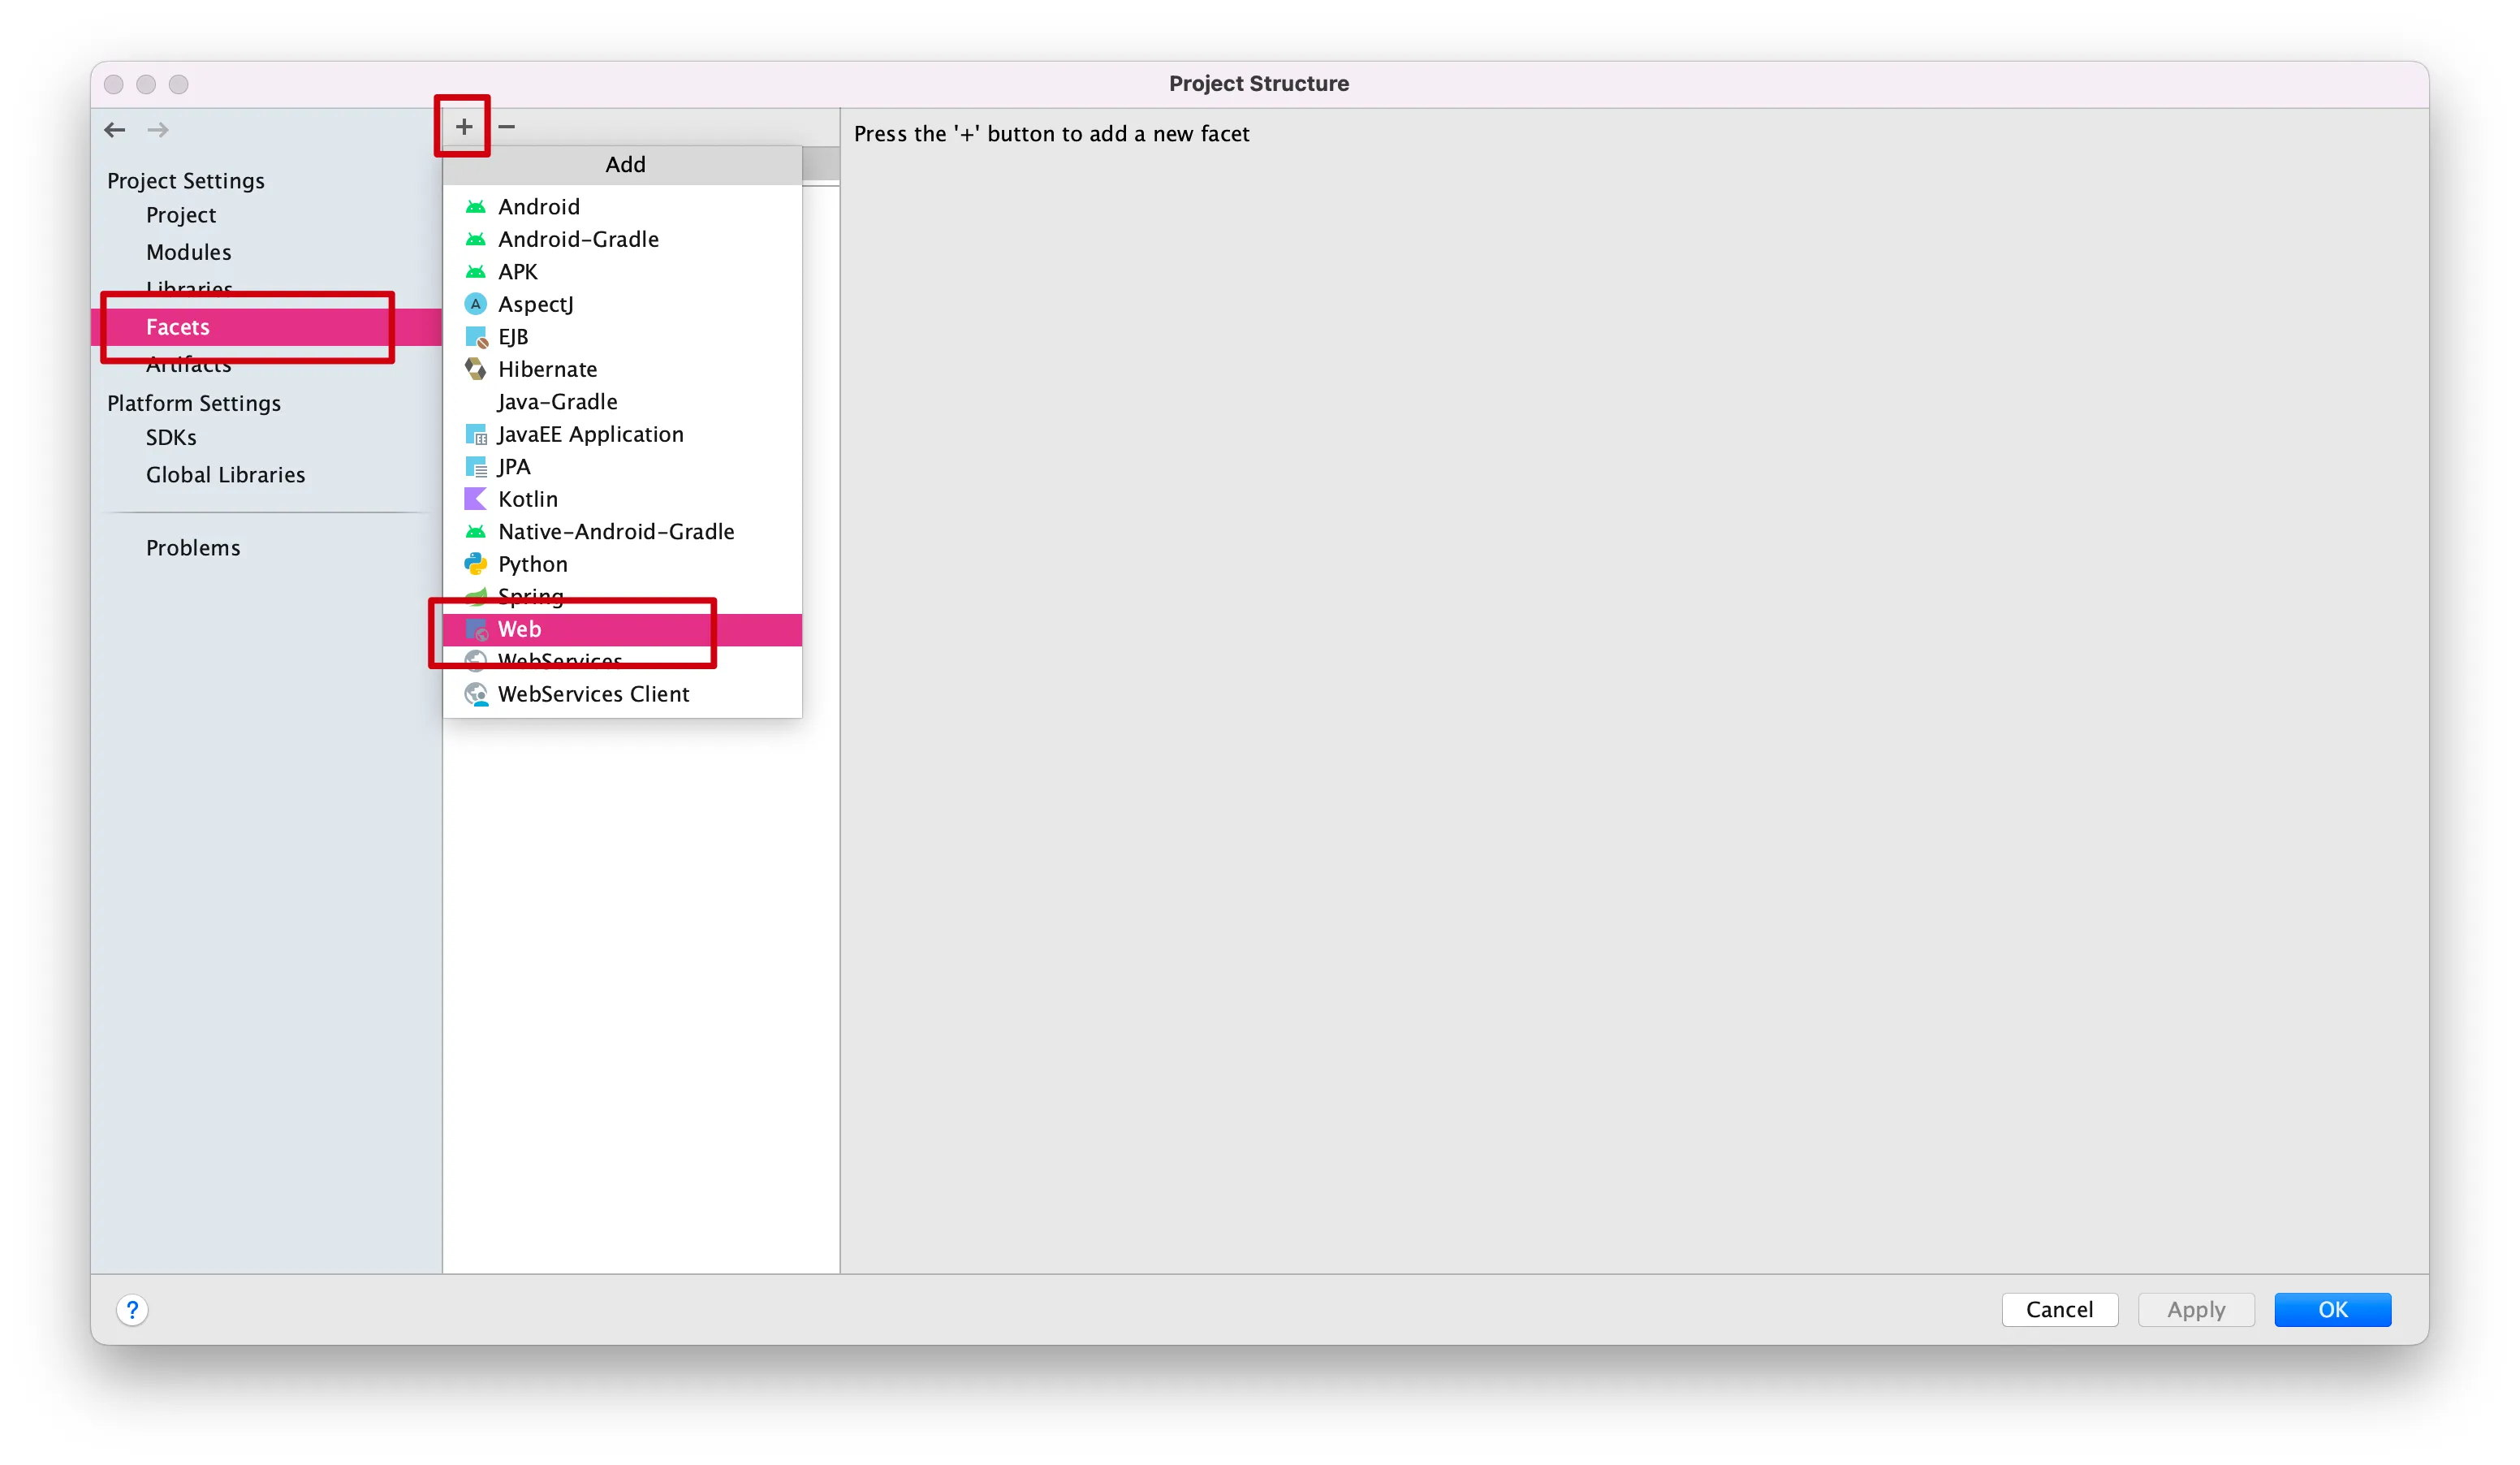 Project Structure
Project Settings
Project
Modules
Libraries
Facets
Artifacts
Platform Settings
SDKs
Global Libraries
Problems
Add
Android
Android-Gradle
APK
A AspectJ
EJB
Hibernate
Java-Gradle
JavaEE Application
JPA
Kotlin
Native-Android-Gradle
Python
Spring
Web
WebServices
WebServices Client
Press the '+' button to add a new facet
?
Cancel
Apply
OK